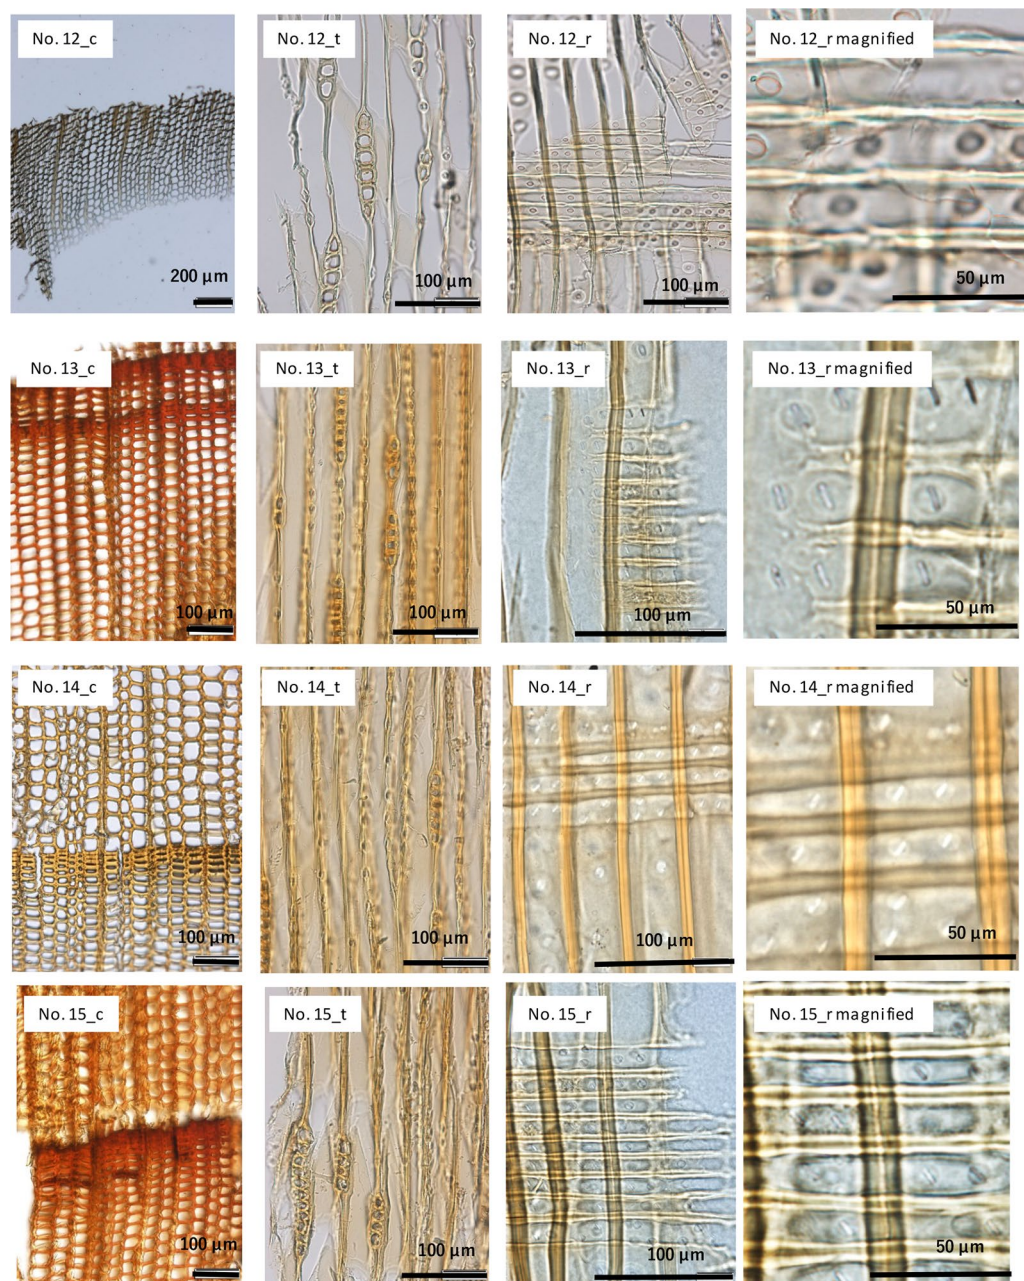 No. 12_c
No. 12_t
No. 12_r
No. 12_r magnified
200 µm
100 µm
100 µm
50 µm
No. 13_c
No. 13_t
No. 13_r
No. 13_r magnified
100 µm
100 µm
100 µm
50 µm
No. 14_c
No. 14_t
No. 14_r
No. 14_r magnified
100 µm
100 µm
100 µm
50 µm
No. 15_c
No. 15_t
No. 15_r
No. 15_r magnified
100 µm
100 µm
100 µm
50 µm